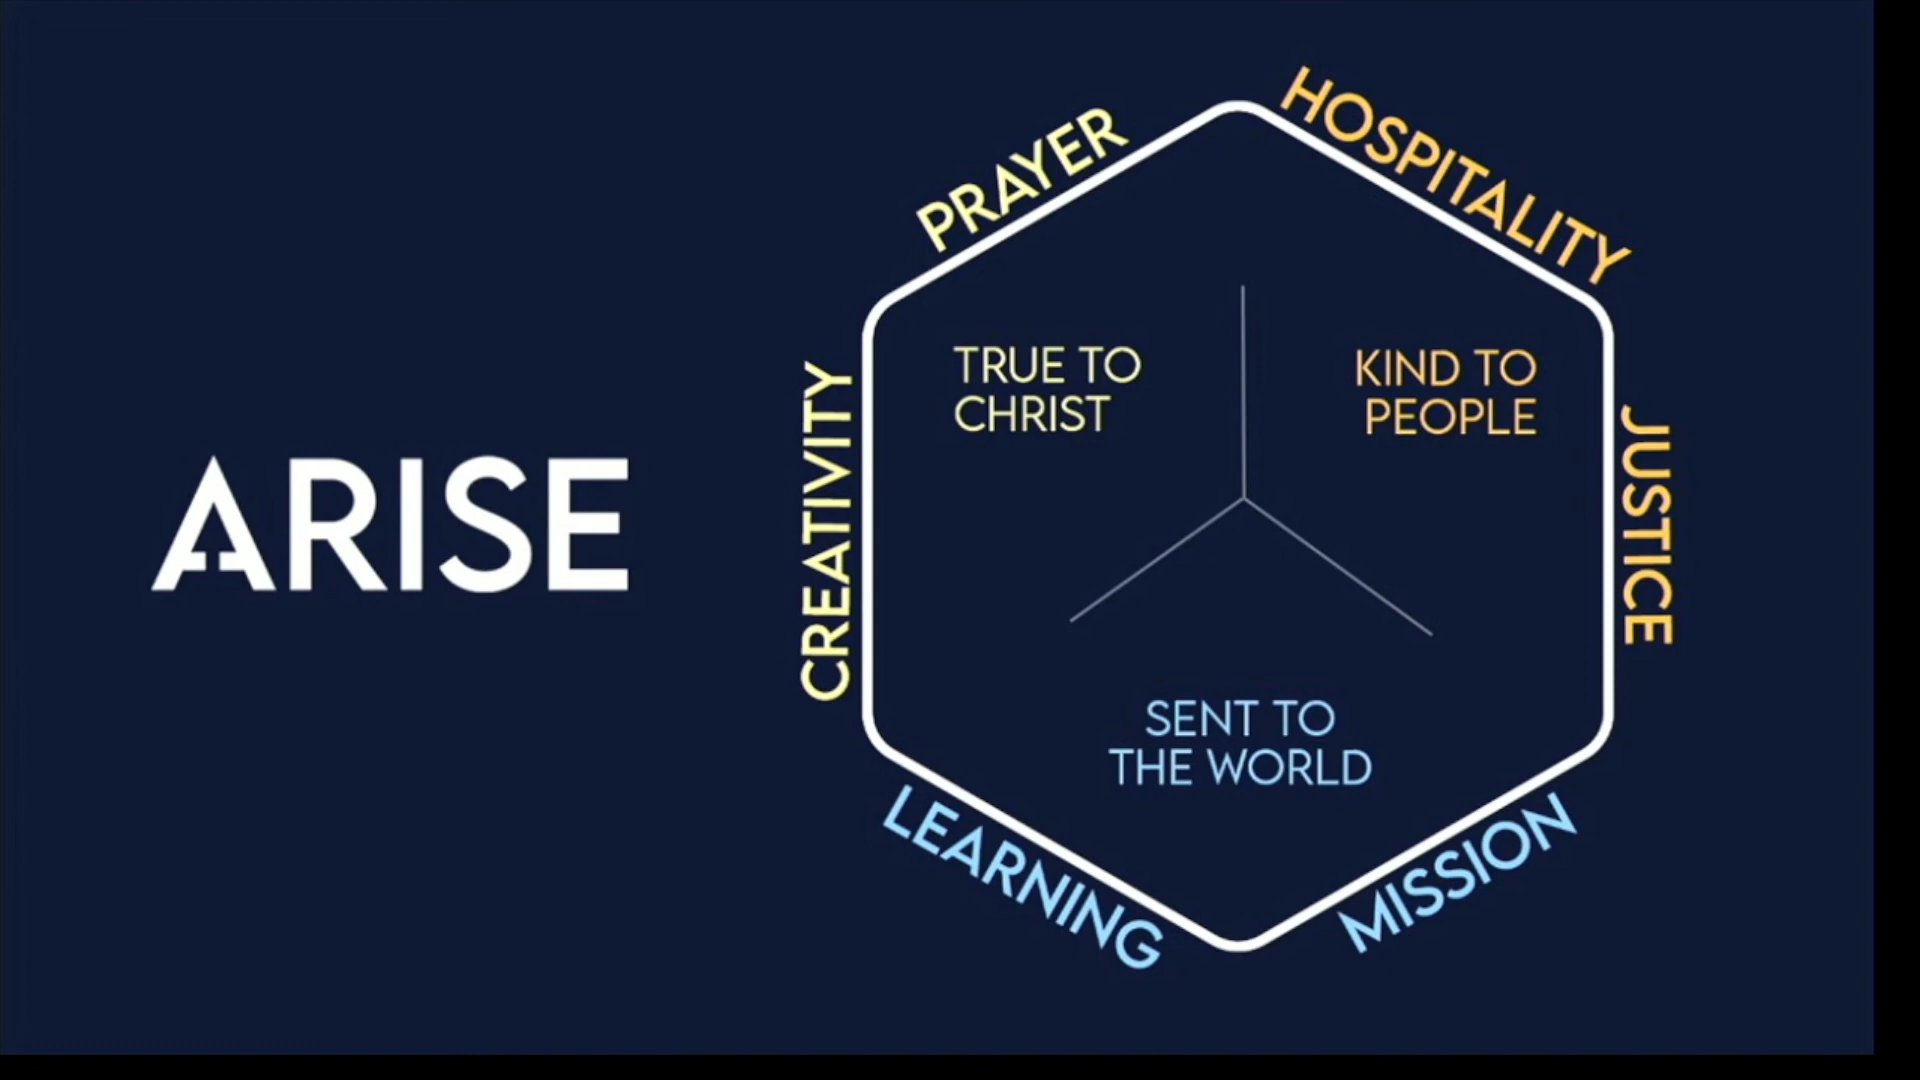 ARISE
PRAYER
HOSPITALITY
CREATIVITY
TRUE TO
CHRIST
KIND TO
PEOPLE
JUSTICE
SENT TO
THE WORLD
LEARNING
MISSION